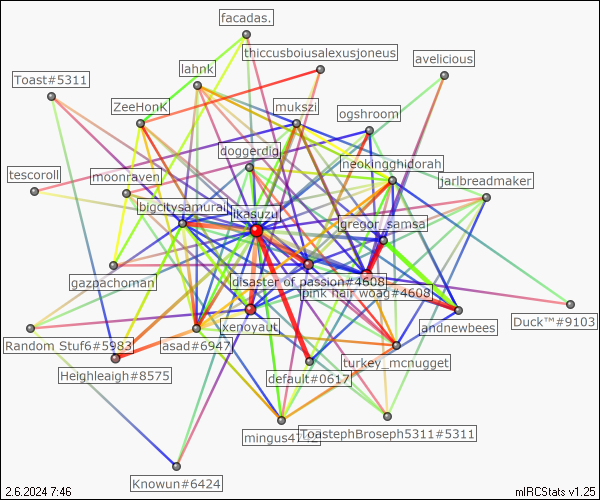 facadas.
thiccusboiusalexusjoneus
avelicious
lahnk
Toast#5311
ZeeHonK
mukszi
ogshroom
doggerdig
neokingghidorah
tescoroll
moonraven
jarlbreadmaker
bigcitysamurai
ikasuzu
gregor_samsa
gazpachoman
disaster of passion#4608
pink hair woag#4608
Duck™#9103
xenoyaut
andnewbees
Random Stuf6#5983
asad#6947
turkey_mcnugget
Heighleaigh#8575
default#0617
ToastephBroseph5311#5311
Knowun#6424
2.6.2024 7:46
mIRCStats v1.25